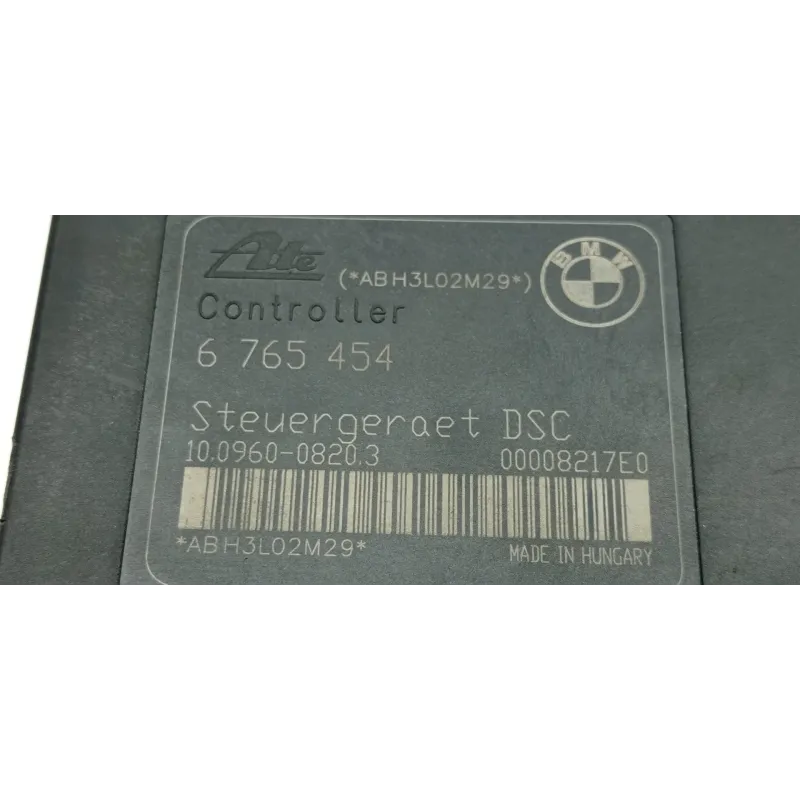 Ate (*ABH3L02M29*) BMW
Controller
6 765 454
Steuergeraet DSC
10.0960-0820.3 00008217E0
*ABH3L02M29* MADE IN HUNGARY